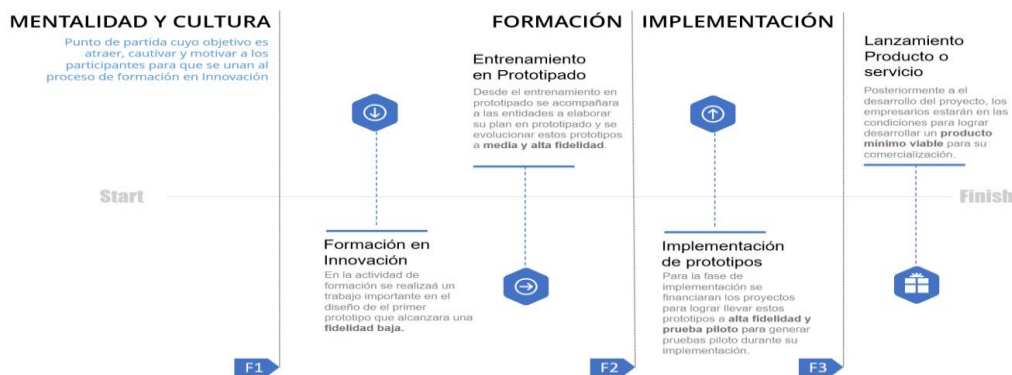 MENTALIDAD Y CULTURA
Punto de partida cuyo objetivo es
atraer, cautivar y motivar a los
participantes para que se unan al
proceso de formación en Innovación
FORMACIÓN
IMPLEMENTACIÓN
Entrenamiento
en Prototipado
Desde el entrenamiento en
prototipado se acompañara
a las entidades a elaborar
su plan en prototipado y se
evolucionar estos prototipos
a media y alta fidelidad.
Lanzamiento
Producto o
servicio
Posteriormente a el
desarrollo del proyecto, los
empresarios estarán en las
condiciones para lograr
desarrollar un producto
mínimo viable para su
comercialización.
Start
Finish
Formación en
Innovación
En la actividad de
formación se realizaá un
trabajo importante en el
diseño de el primer
prototipo que alcanzara una
fidelidad baja.
Implementación
de prototipos
Para la fase de
implementación se
financiaran los proyectos
para lograr llevar estos
prototipos a alta fidelidad y
prueba piloto para generar
pruebas piloto durante su
implementación.
F1
F2
F3